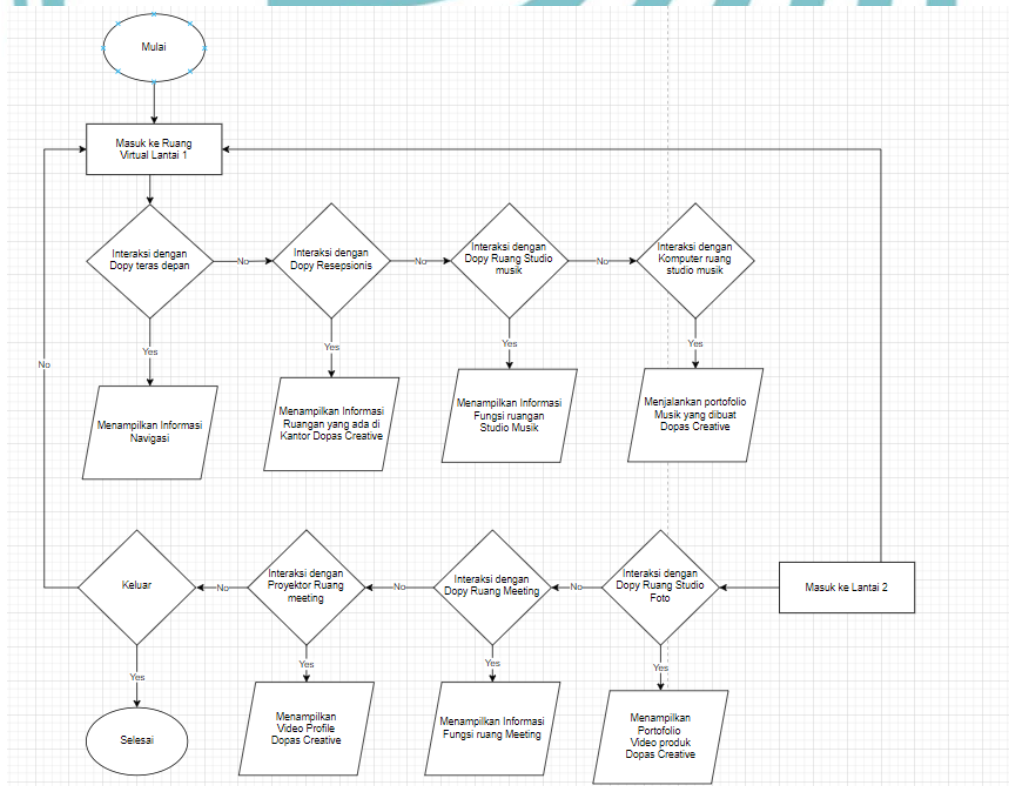 Mulai
Masuk ke Ruang
Virtual Lantai 1
Interaksi dengan
Dopy teras depan
No
Interaksi dengan
Dopy Resepsionis
No
Interaksi dengan
Dopy Ruang Studio
musik
No
Interaksi dengan
Komputer ruang
studio musik
Yes
Yes
Yes
Yes
No
Menampilkan Informasi
Navigasi
Menampilkan Informasi
Ruangan yang ada di
Kantor Dopas Creative
Menampilkan Informasi
Fungsi ruangan
Studio Musik
Menjalankan portofolio
Musik yang dibuat
Dopas Creative
Keluar
No
Interaksi dengan
Proyektor Ruang
meeting
No
Interaksi dengan
Dopy Ruang Meeting
No
Interaksi dengan
Dopy Ruang Studio
Foto
Masuk ke Lantai 2
Yes
Yes
Yes
Yes
Selesai
Menampilkan
Video Profile
Dopas Creative
Menampilkan Informasi
Fungsi ruang Meeting
Menampilkan
Portofolio
Video produk
Dopas Creative